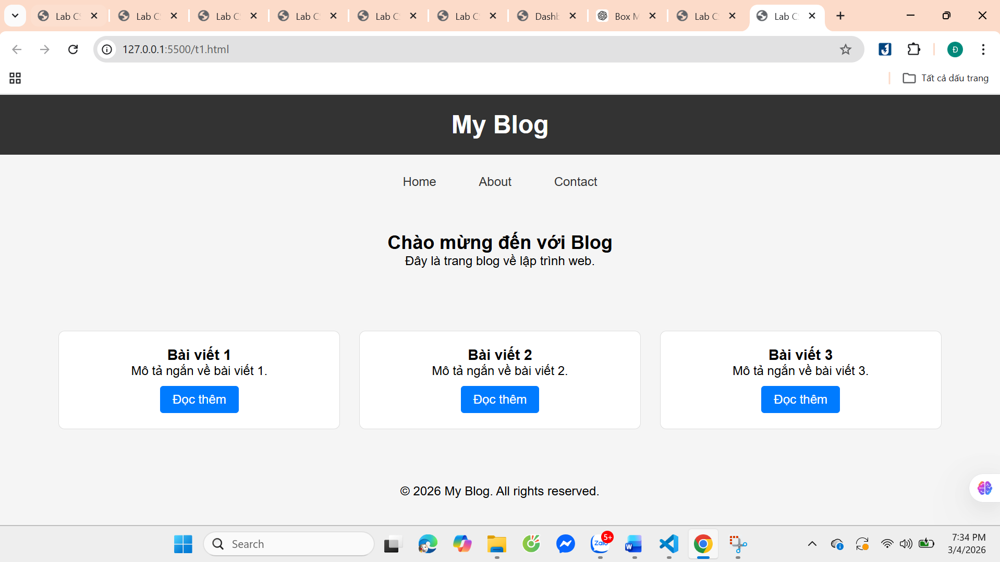 Lab CS
Lab C
Lab C
Lab C
Lab C
Lab C
Dashb
Box M
Lab C
Lab C
127.0.0.1:5500/t1.html
Đ
Tất cả dấu trang
My Blog
Home About Contact
Chào mừng đến với Blog
Đây là trang blog về lập trình web.
Bài viết 1
Mô tả ngắn về bài viết 1.
Đọc thêm
Bài viết 2
Mô tả ngắn về bài viết 2.
Đọc thêm
Bài viết 3
Mô tả ngắn về bài viết 3.
Đọc thêm
© 2026 My Blog. All rights reserved.
Search
Zalo
5+
W
7:34 PM
3/4/2026